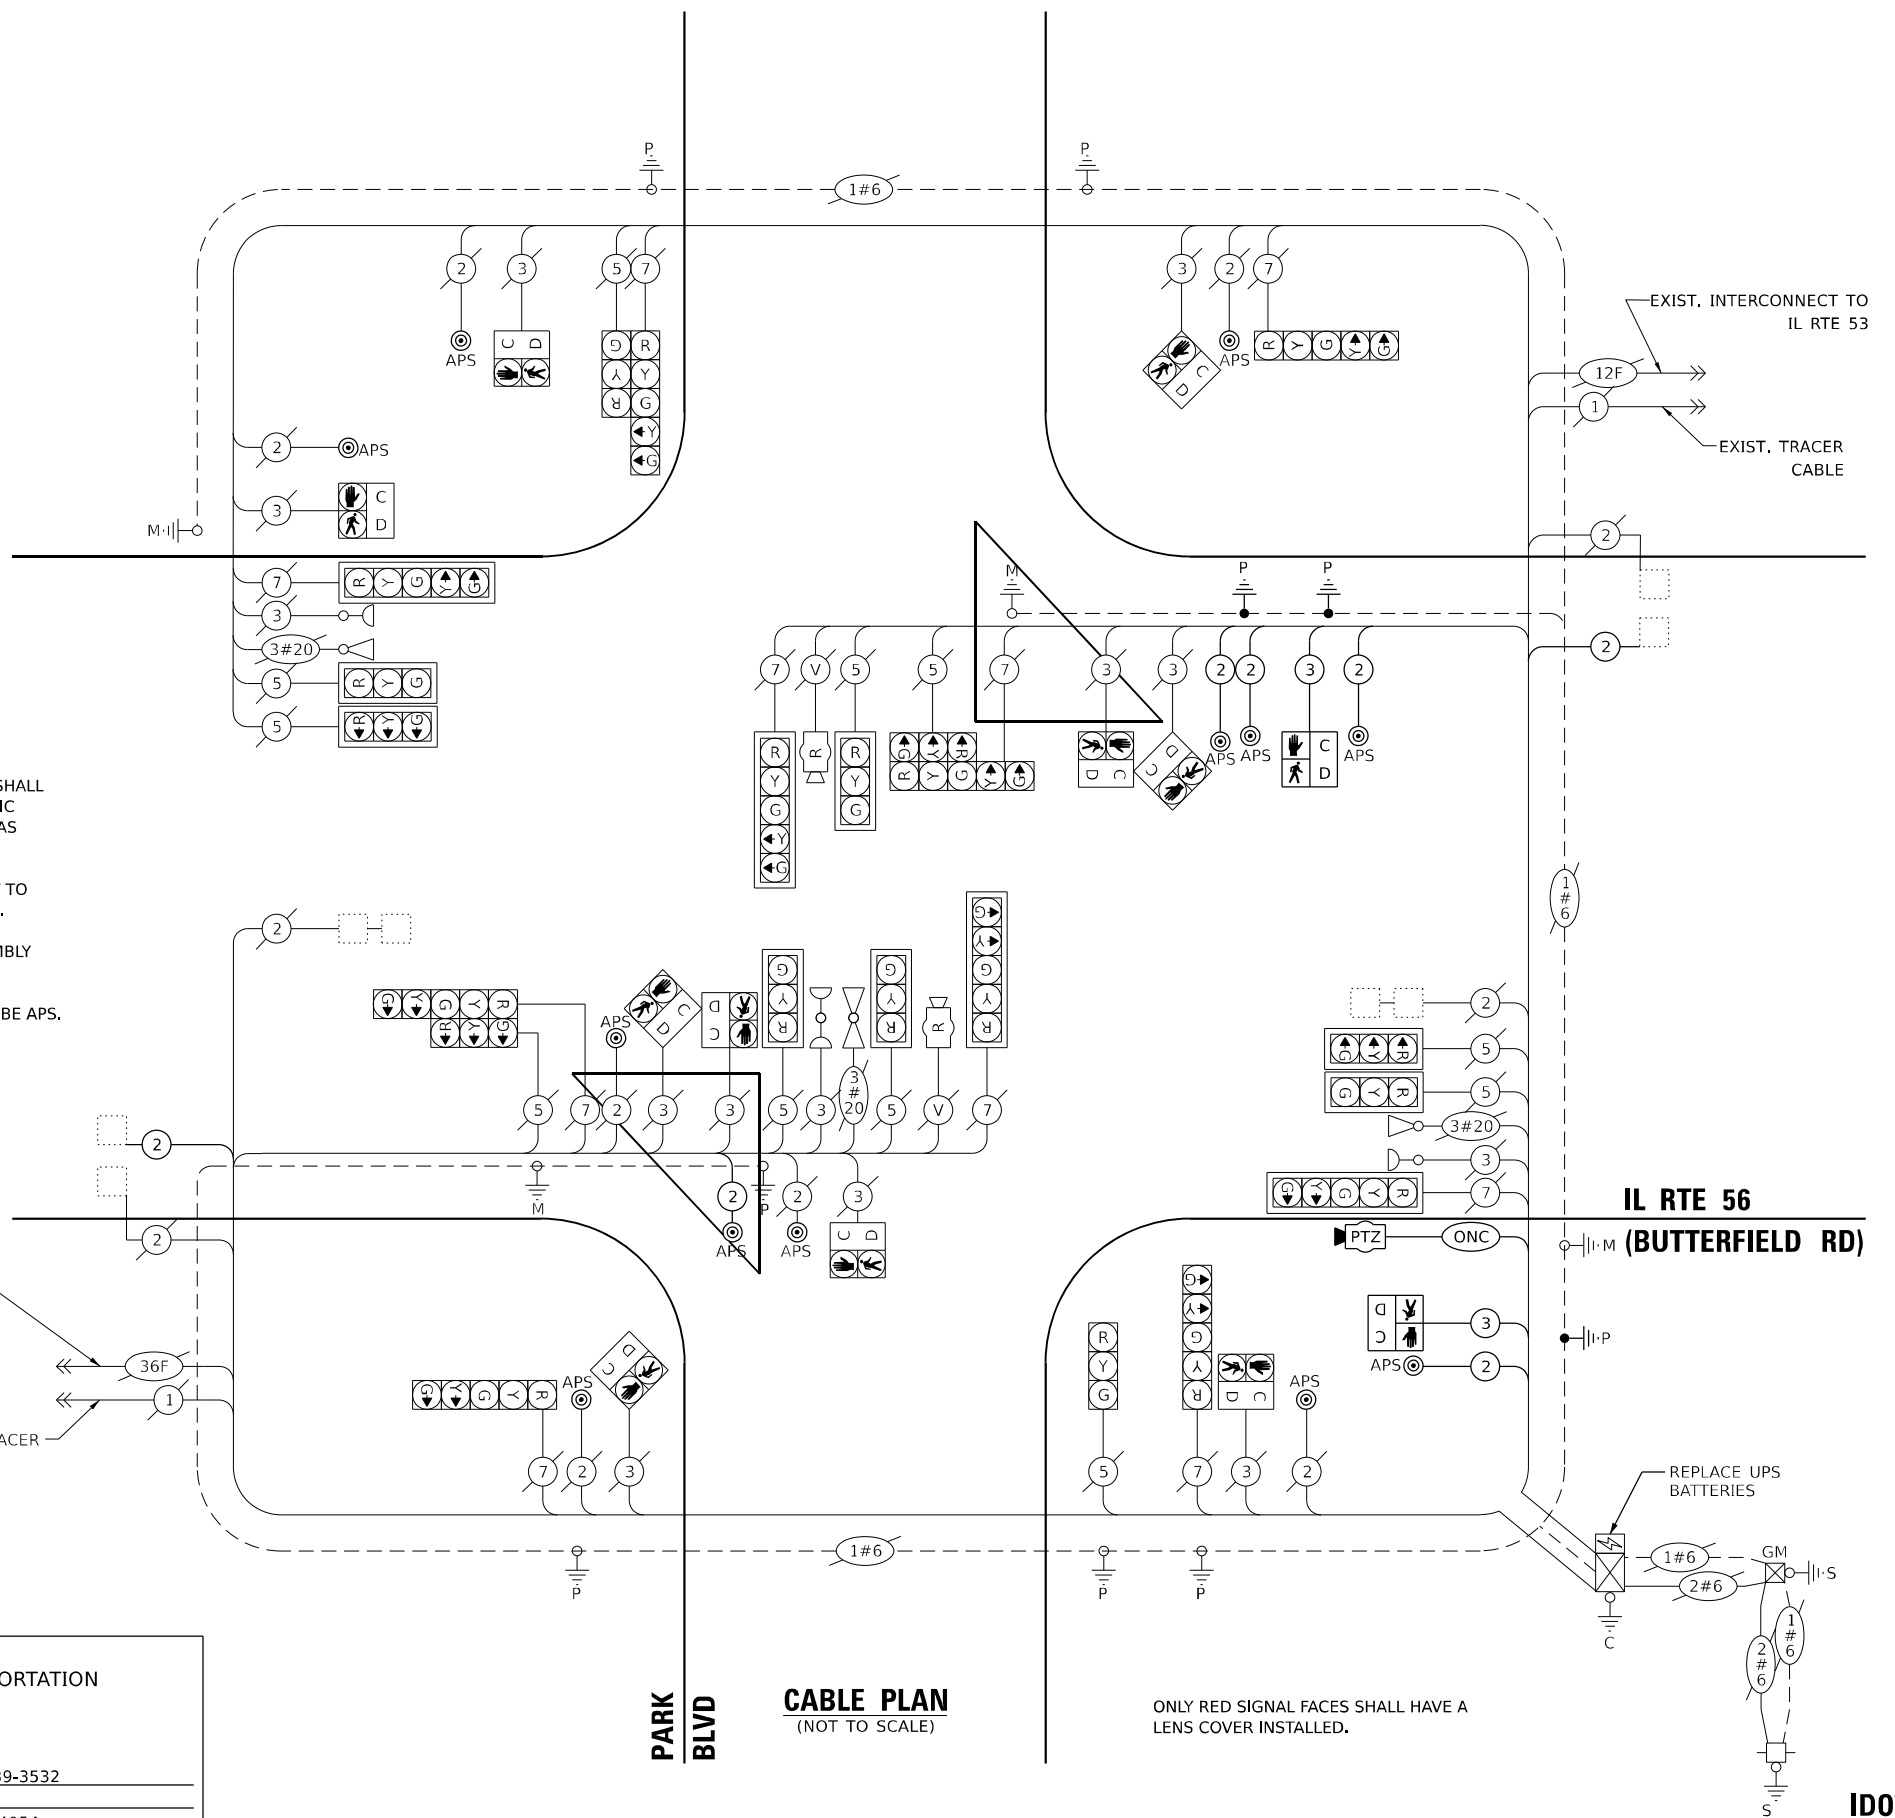 P
P
1#6
2
3
5
7
3
2
7
EXIST. INTERCONNECT TO
IL RTE 53
C D
G
R
Y
Y
R
G
Y
G
APS
APS
R Y G Y G
C
D
12F
1
EXIST. TRACER
CABLE
2
APS
3
C
D
M
2
7
R Y G Y G
3
3#20
5
R Y G
5
R Y G
M
P
P
2
7
V
5
5
7
3
3
2
2
3
2
R
Y
G
Y
G
R
R
Y
G
G Y R
R Y G Y G
D C
D
C
APS
APS
C
D
APS
SHALL
IC
AS
TO
MBLY
BE APS.
1
#
6
2
G Y G Y R
R Y G
APS
C
D
D
C
G
Y
R
G
Y
R
R
G
Y
G
Y
R
5
7
2
3
3
5
3
3
#
20
5
V
7
2
2
M
P
2
2
3
APS
APS
C D
2
G Y R
5
G Y R
5
3#20
3
G Y G Y R
7
IL RTE 56
(BUTTERFIELD RD)
PTZ
ONC
M
D
C
3
APS
2
P
36F
1
ACER
G Y G Y R
APS
D
C
7
2
3
R
Y
G
G
Y
G
Y
R
D C
APS
5
7
3
2
1#6
P
P
P
REPLACE UPS
BATTERIES
1#6
2#6
GM
S
C
2
#
6
1
#
6
S
ORTATION
39-3532
PARK
BLVD
CABLE PLAN
(NOT TO SCALE)
ONLY RED SIGNAL FACES SHALL HAVE A
LENS COVER INSTALLED.
IDO